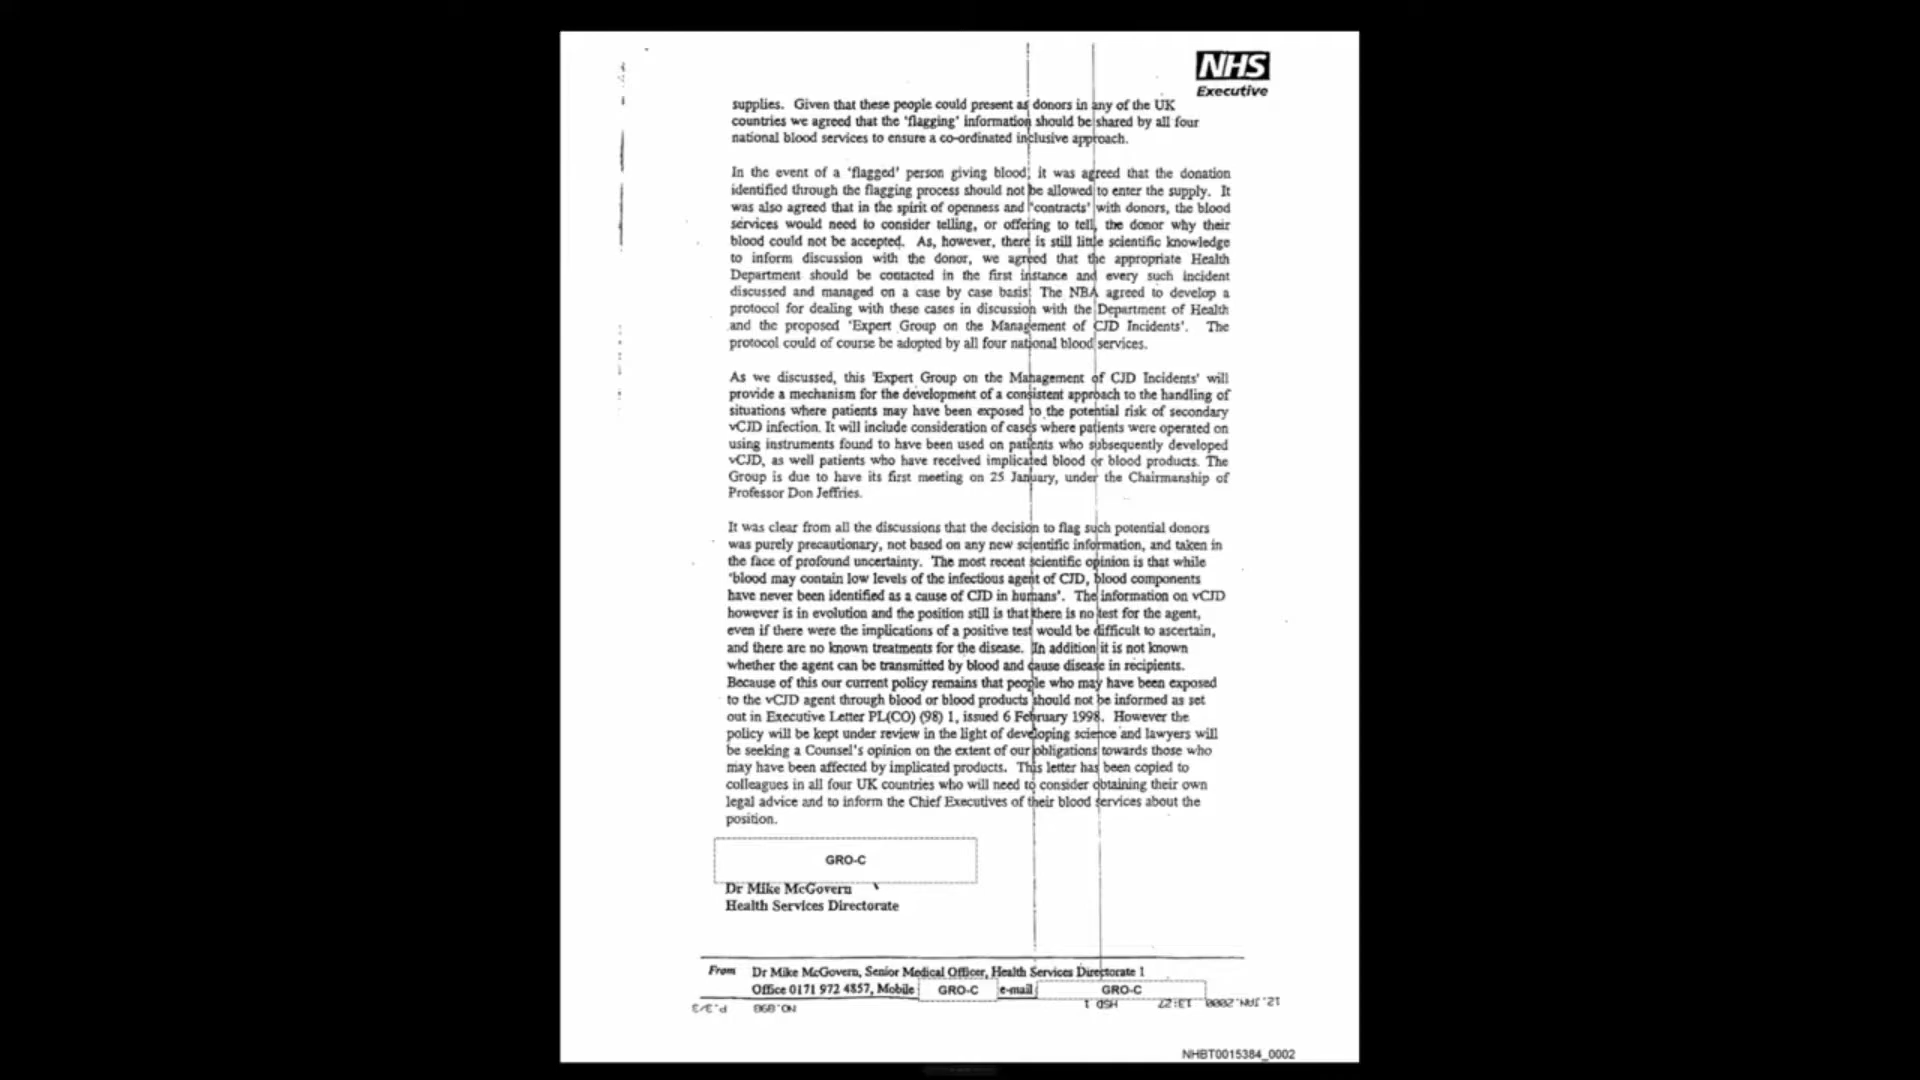 NHS
Executive
supplies. Given that these people could present as donors in any of the UK
countries we agreed that the 'flagging' information should be shared by all four
national blood services to ensure a co-ordinated inclusive approach.
In the event of a 'flagged' person giving blood, it was agreed that the donation
identified through the flagging process should not be allowed to enter the supply. It
was also agreed that in the spirit of openness and 'contracts' with donors, the blood
services would need to consider telling, or offering to tell, the donor why their
blood could not be accepted. As, however, there is still little scientific knowledge
to inform discussion with the donor, we agreed that the appropriate Health
Department should be contacted in the first instance and every such incident
discussed and managed on a case by case basis. The NBA agreed to develop a
protocol for dealing with these cases in discussion with the Department of Health
and the proposed 'Expert Group on the Management of CJD Incidents'. The
protocol could of course be adopted by all four national blood services.
As we discussed, this 'Expert Group on the Management of CJD Incidents' will
provide a mechanism for the development of a consistent approach to the handling of
situations where patients may have been exposed to the potential risk of secondary
vCJD infection. It will include consideration of cases where patients were operated on
using instruments found to have been used on patients who subsequently developed
vCJD, as well patients who have received implicated blood or blood products. The
Group is due to have its first meeting on 25 January, under the Chairmanship of
Professor Don Jeffries.
It was clear from all the discussions that the decision to flag such potential donors
was purely precautionary, not based on any new scientific information, and taken in
the face of profound uncertainty. The most recent scientific opinion is that while
'blood may contain low levels of the infectious agent of CJD, blood components
have never been identified as a cause of CJD in humans'. The information on vCJD
however is in evolution and the position still is that there is no test for the agent,
even if there were the implications of a positive test would be difficult to ascertain,
and there are no known treatments for the disease. In addition it is not known
whether the agent can be transmitted by blood and cause disease in recipients.
Because of this our current policy remains that people who may have been exposed
to the vCJD agent through blood or blood products should not be informed as set
out in Executive Letter PL(CO) (98) 1, issued 6 February 1998. However the
policy will be kept under review in the light of developing science and lawyers will
be seeking a Counsel's opinion on the extent of our obligations towards those who
may have been affected by implicated products. This letter has been copied to
colleagues in all four UK countries who will need to consider obtaining their own
legal advice and to inform the Chief Executives of their blood services about the
position.
GRO-C
Dr Mike McGovern
Health Services Directorate
From Dr Mike McGovern, Senior Medical Officer, Health Services Directorate 1
Office 0171 972 4857, Mobile GRO-C e-mail GRO-C
12.JAN.2000 13:27 HSD 1 NO.898 P.3/3
NHBT0015384_0002